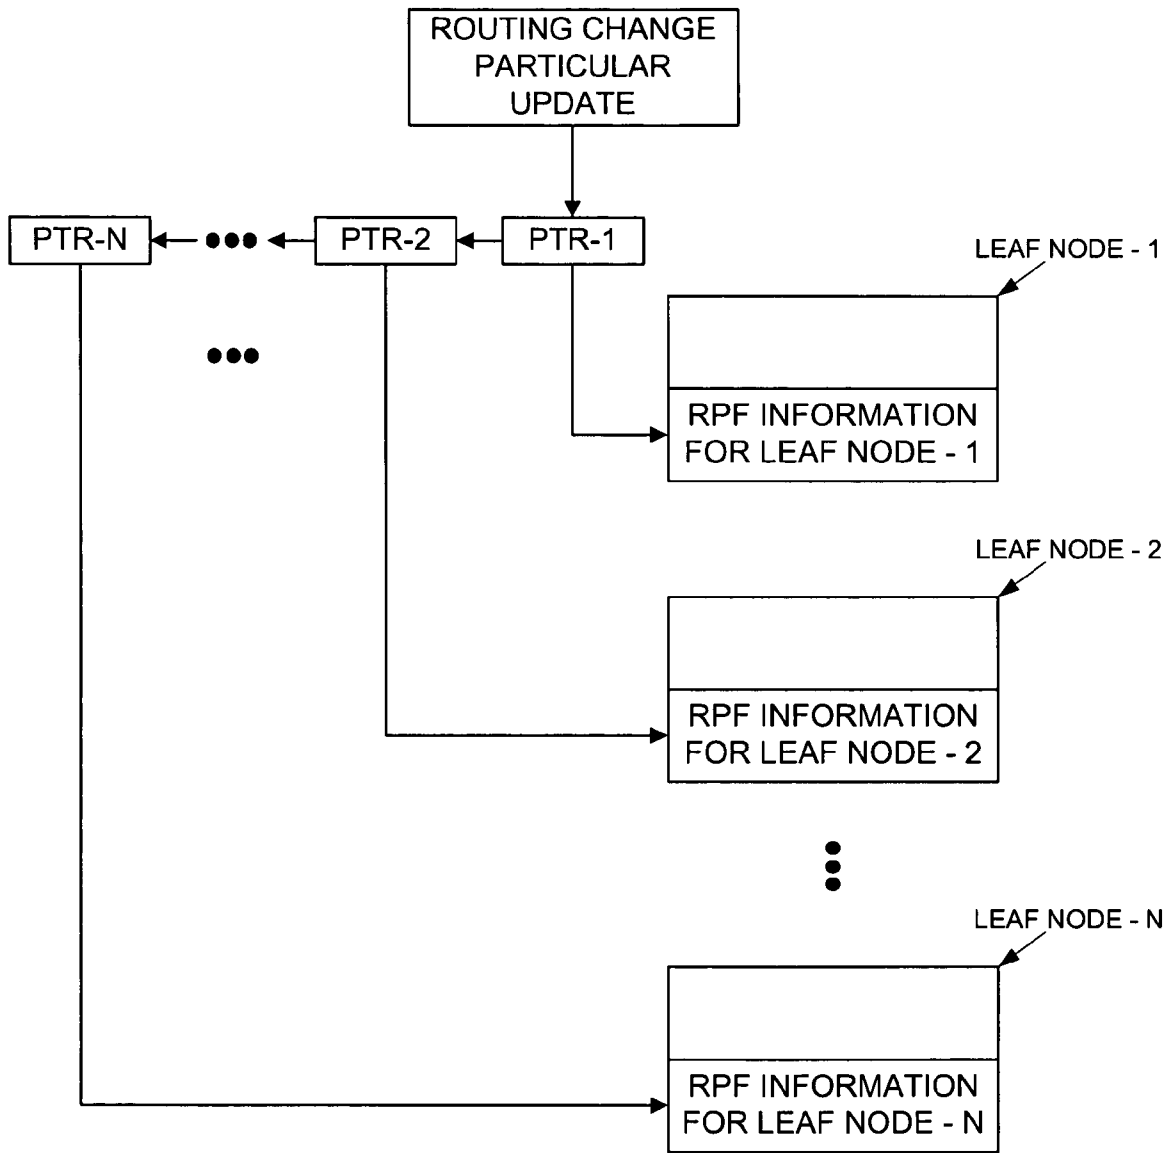 ROUTING CHANGE
PARTICULAR
UPDATE
PTR-N
PTR-2
PTR-1
LEAF NODE - 1
RPF INFORMATION
FOR LEAF NODE - 1
LEAF NODE - 2
RPF INFORMATION
FOR LEAF NODE - 2
LEAF NODE - N
RPF INFORMATION
FOR LEAF NODE - N